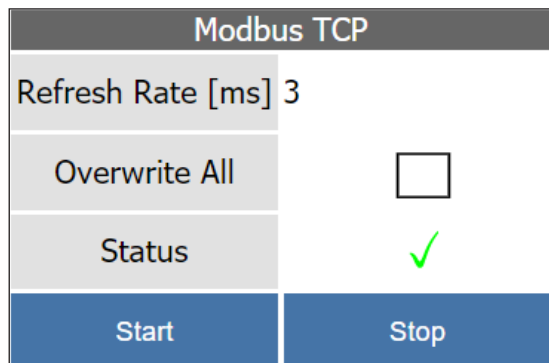 Modbus TCP
Refresh Rate [ms] 3
Overwrite All
Status
Start Stop